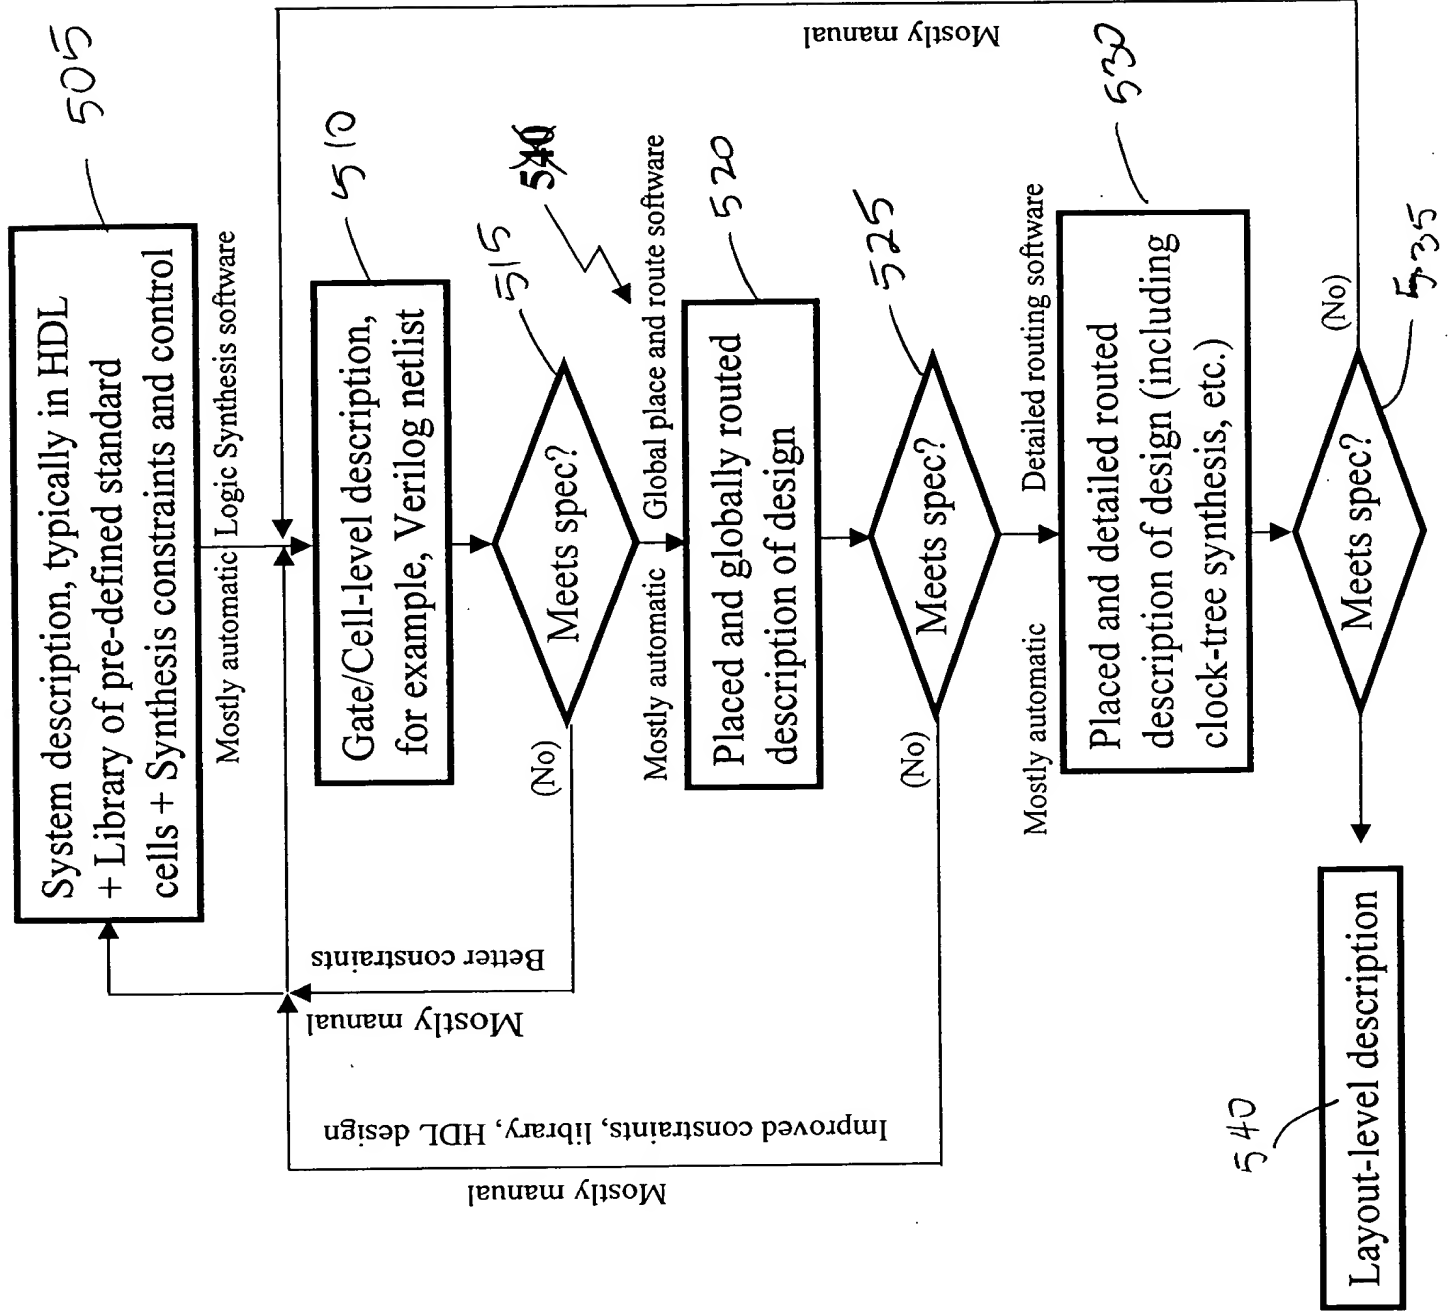 505
System description, typically in HDL
+ Library of pre-defined standard
cells + Synthesis constraints and control
Mostly automatic Logic Synthesis software
510
Gate/Cell-level description,
for example, Verilog netlist
515
Meets spec?
(No)
Better constraints
Mostly manual
540
Mostly automatic Global place and route software
520
Placed and globally routed
description of design
525
Meets spec?
(No)
Improved constraints, library, HDL design
Mostly manual
Mostly automatic Detailed routing software
530
Placed and detailed routed
description of design (including
clock-tree synthesis, etc.)
535
Meets spec?
(No)
Mostly manual
540
Layout-level description